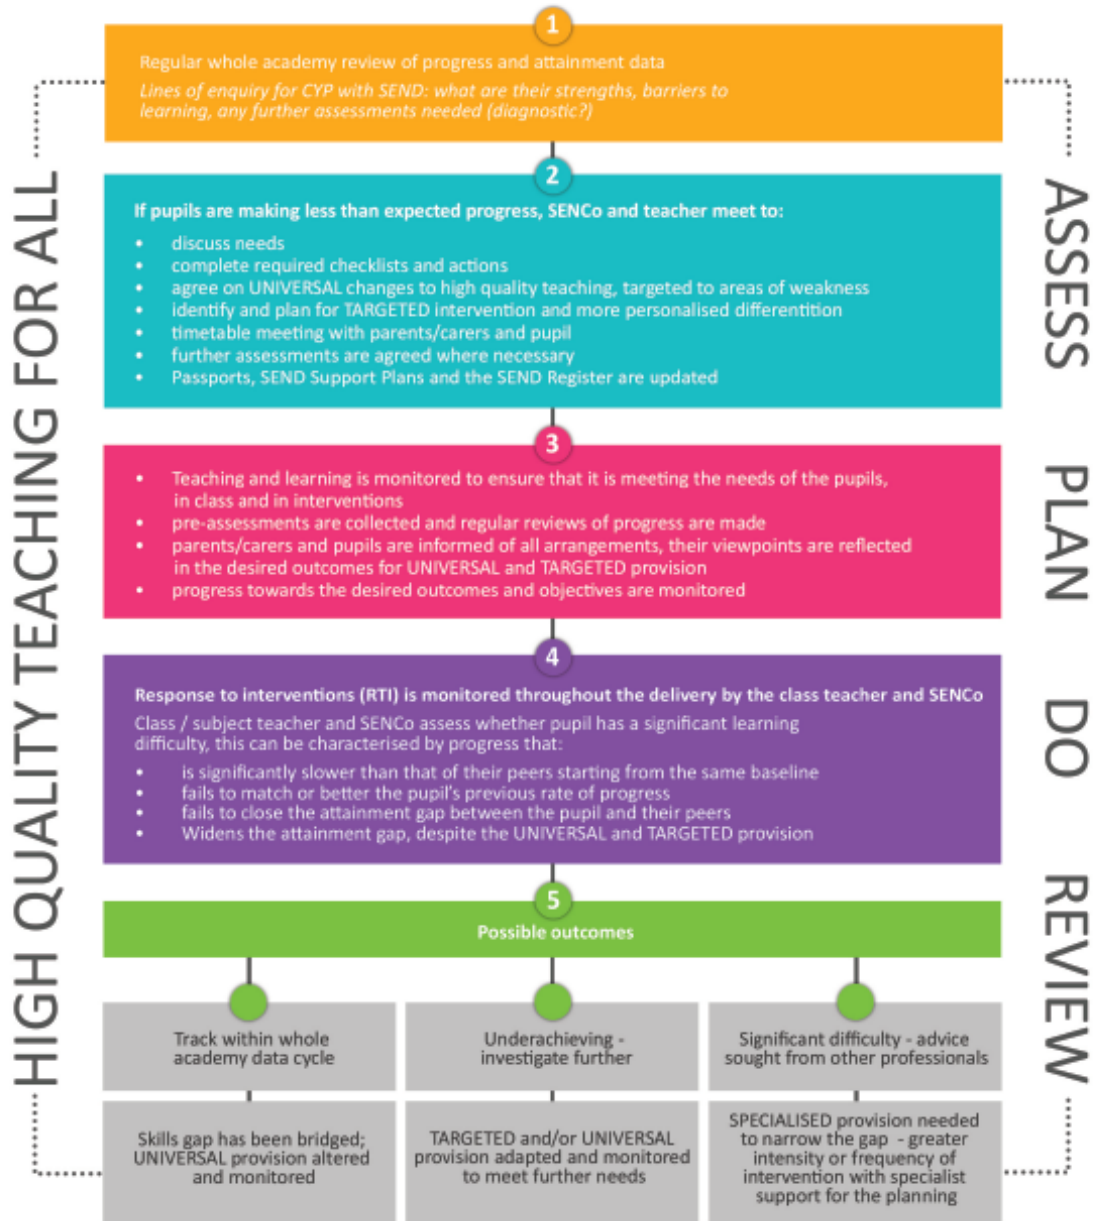 HIGH QUALITY TEACHING FOR ALL
1
Regular whole academy review of progress and attainment data
Lines of enquiry for CYP with SEND: what are their strengths, barriers to
learning, any further assessments needed (diagnostic?)
2
If pupils are making less than expected progress, SENCo and teacher meet to:
• discuss needs
• complete required checklists and actions
• agree on UNIVERSAL changes to high quality teaching, targeted to areas of weakness
• identify and plan for TARGETED intervention and more personalised differentition
• timetable meeting with parents/carers and pupil
• further assessments are agreed where necessary
• Passports, SEND Support Plans and the SEND Register are updated
3
• Teaching and learning is monitored to ensure that it is meeting the needs of the pupils,
in class and in interventions
• pre-assessments are collected and regular reviews of progress are made
• parents/carers and pupils are informed of all arrangements, their viewpoints are reflected
in the desired outcomes for UNIVERSAL and TARGETED provision
• progress towards the desired outcomes and objectives are monitored
4
Response to interventions (RTI) is monitored throughout the delivery by the class teacher and SENCo
Class / subject teacher and SENCo assess whether pupil has a significant learning
difficulty, this can be characterised by progress that:
• is significantly slower than that of their peers starting from the same baseline
• fails to match or better the pupil's previous rate of progress
• fails to close the attainment gap between the pupil and their peers
• Widens the attainment gap, despite the UNIVERSAL and TARGETED provision
5
Possible outcomes
Track within whole
academy data cycle
Underachieving -
investigate further
Significant difficulty - advice
sought from other professionals
Skills gap has been bridged;
UNIVERSAL provision altered
and monitored
TARGETED and/or UNIVERSAL
provision adapted and monitored
to meet further needs
SPECIALISED provision needed
to narrow the gap - greater
intensity or frequency of
intervention with specialist
support for the planning
ASSESS
PLAN
DO
REVIEW